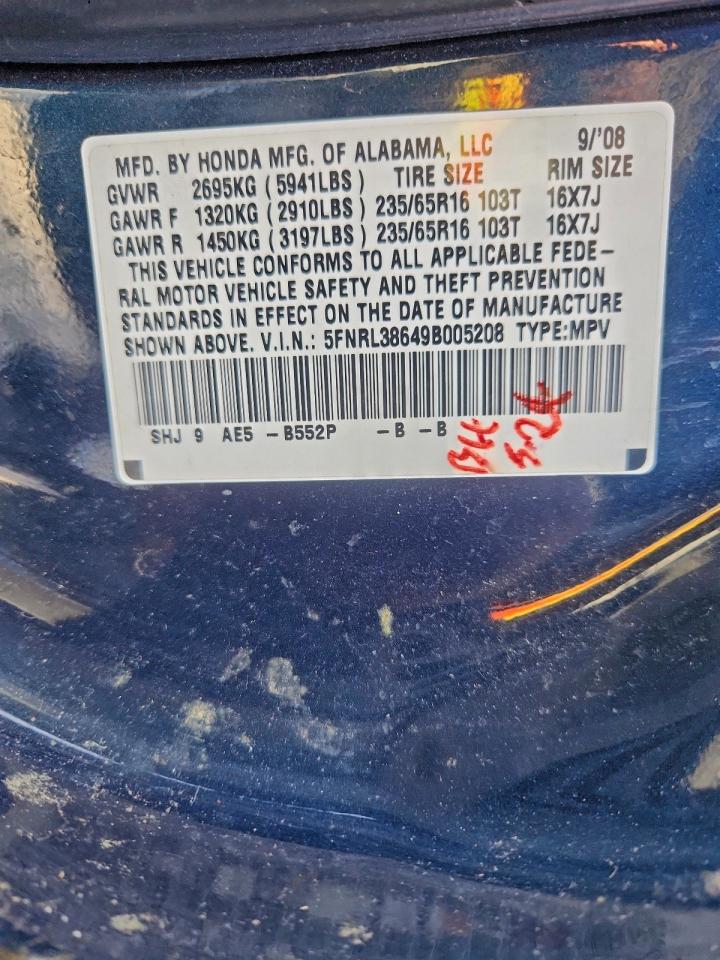 MFD. BY HONDA MFG. OF ALABAMA, LLC 9/'08
GVWR 2695KG (5941LBS) TIRE SIZE RIM SIZE
GAWR F 1320KG (2910LBS) 235/65R16 103T 16X7J
GAWR R 1450KG (3197LBS) 235/65R16 103T 16X7J
THIS VEHICLE CONFORMS TO ALL APPLICABLE FEDE-
RAL MOTOR VEHICLE SAFETY AND THEFT PREVENTION
STANDARDS IN EFFECT ON THE DATE OF MANUFACTURE
SHOWN ABOVE. V.I.N.: 5FNRL38649B005208 TYPE:MPV
SHJ 9 AE5 -B552P -B -B